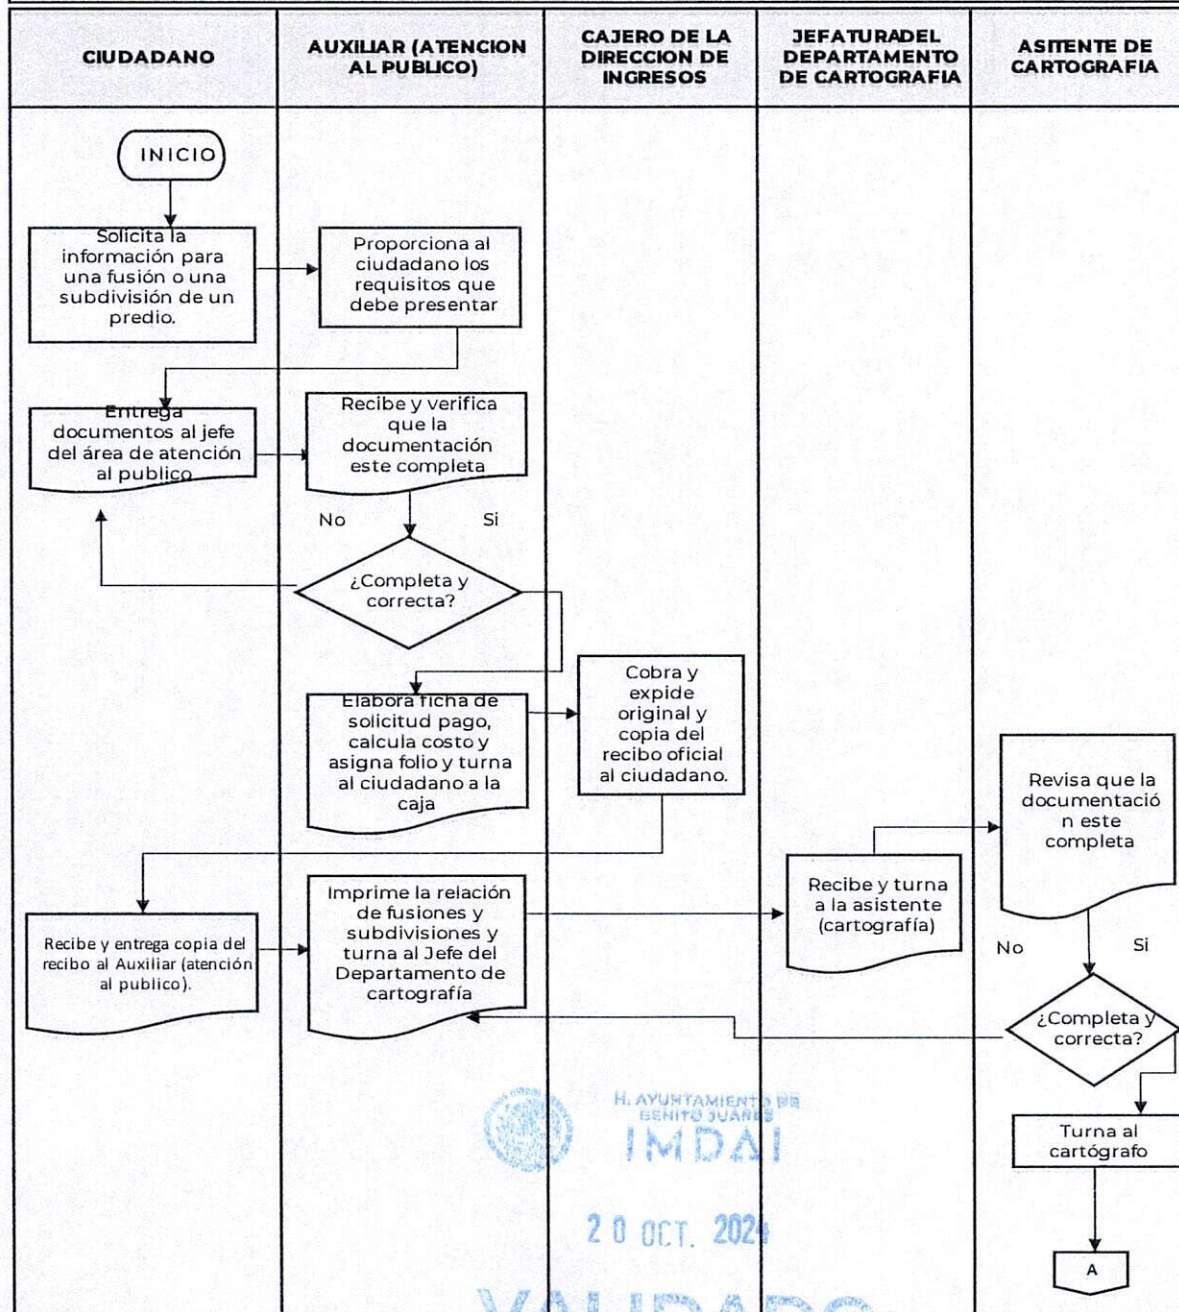 CIUDADANO
AUXILIAR (ATENCION
AL PUBLICO)
CAJERO DE LA
DIRECCION DE
INGRESOS
JEFATURADEL
DEPARTAMENTO
DE CARTOGRAFIA
ASITENTE DE
CARTOGRAFIA
INICIO
Solicita la
información para
una fusión o una
subdivisión de un
predio.
Proporciona al
ciudadano los
requisitos que
debe presentar
Entrega
documentos al jefe
del área de atención
al publico
Recibe y verifica
que la
documentación
este completa
No
Si
¿Completa y
correcta?
Elabora ficha de
solicitud pago,
calcula costo y
asigna folio y turna
al ciudadano a la
caja
Cobra y
expide
original y
copia del
recibo oficial
al ciudadano.
Recibe y entrega copia del
recibo al Auxiliar (atención
al publico).
Imprime la relación
de fusiones y
subdivisiones y
turna al Jefe del
Departamento de
cartografía
Recibe y turna
a la asistente
(cartografía)
Revisa que la
documentació
n este
completa
No
Si
¿Completa y
correcta?
Turna al
cartógrafo
A
H. AYUNTAMIENTO DE
BENITO JUÁREZ
IMDAI
20 OCT. 2024
VALIDADO